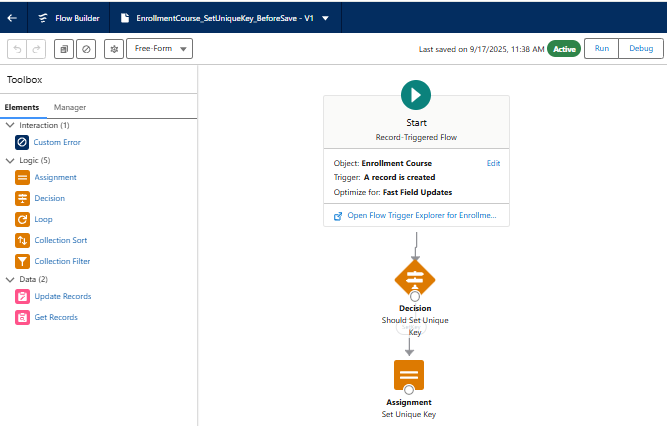 Flow Builder
EnrollmentCourse_SetUniqueKey_BeforeSave - V1
Free-Form
Last saved on 9/17/2025, 11:38 AM
Active
Run
Debug
Toolbox
Elements
Manager
Interaction (1)
Custom Error
Logic (5)
Assignment
Decision
Loop
Collection Sort
Collection Filter
Data (2)
Update Records
Get Records
Start
Record-Triggered Flow
Object: Enrollment Course
Edit
Trigger: A record is created
Optimize for: Fast Field Updates
Open Flow Trigger Explorer for Enrollme...
Decision
Should Set Unique
Key
Assignment
Set Unique Key